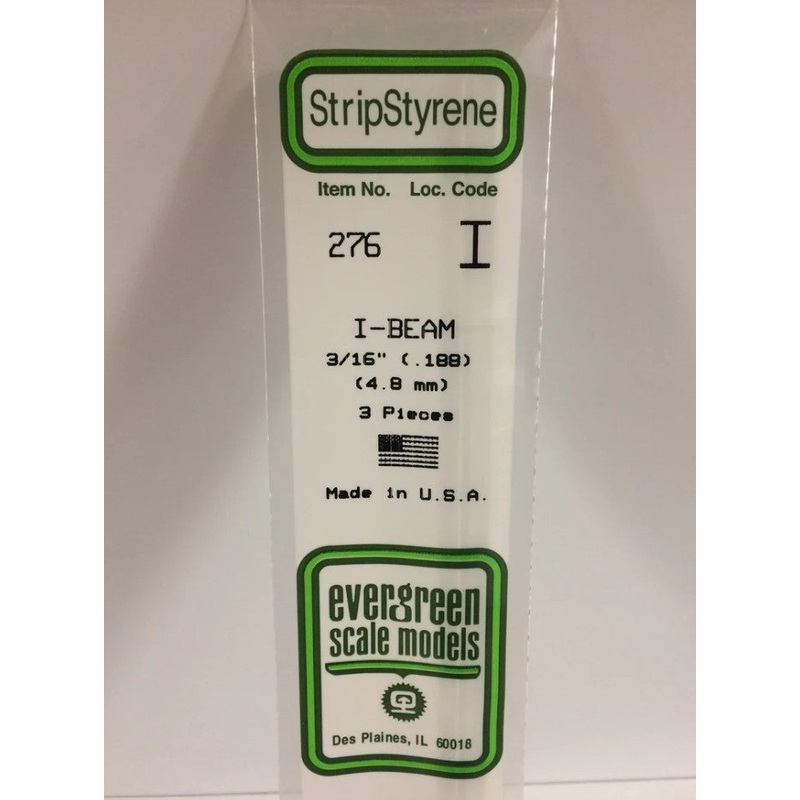 StripStyrene
Item No. Loc. Code
276 I
I-BEAM
3/16" (.188)
(4.8 mm)
3 Pieces
Made in U.S.A.
evergreen
scale models
Des Plaines, IL 60018